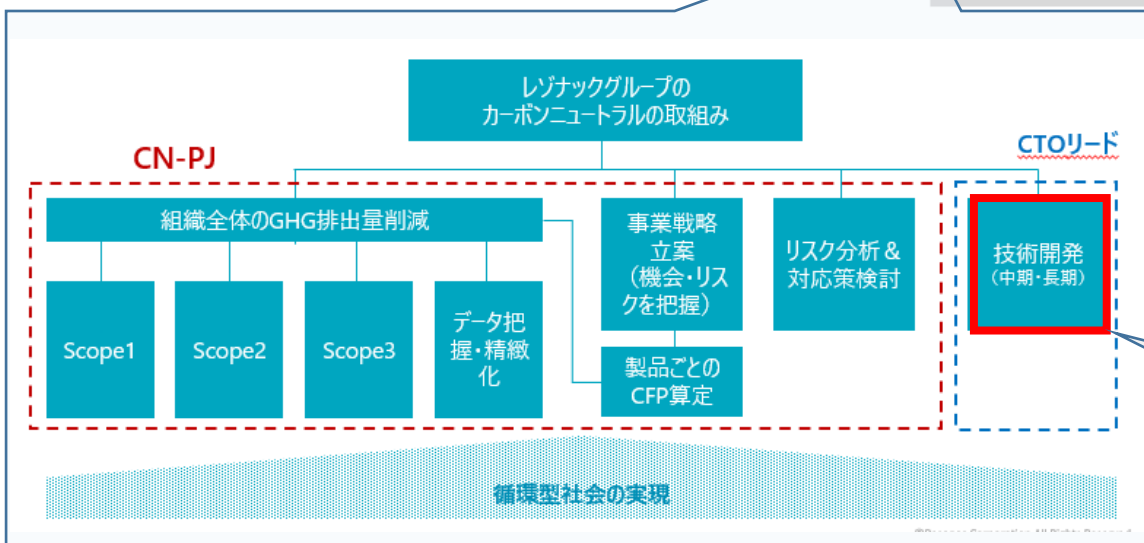 レゾナックグループの
カーボンニュートラルの取組み
CN-PJ
CTOリード
組織全体のGHG排出量削減
事業戦略
立案
（機会・リス
クを把握）
リスク分析＆
対応策検討
技術開発
（中期・長期）
Scope1
Scope2
Scope3
データ把
握・精緻
化
製品ごとの
CFP算定
循環型社会の実現